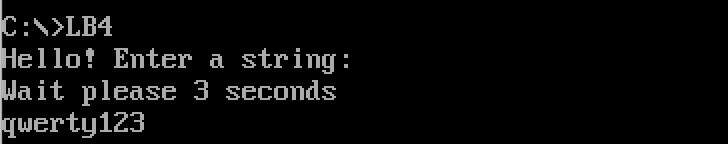 C:\>LB4
Hello! Enter a string:
Wait please 3 seconds
qwerty123